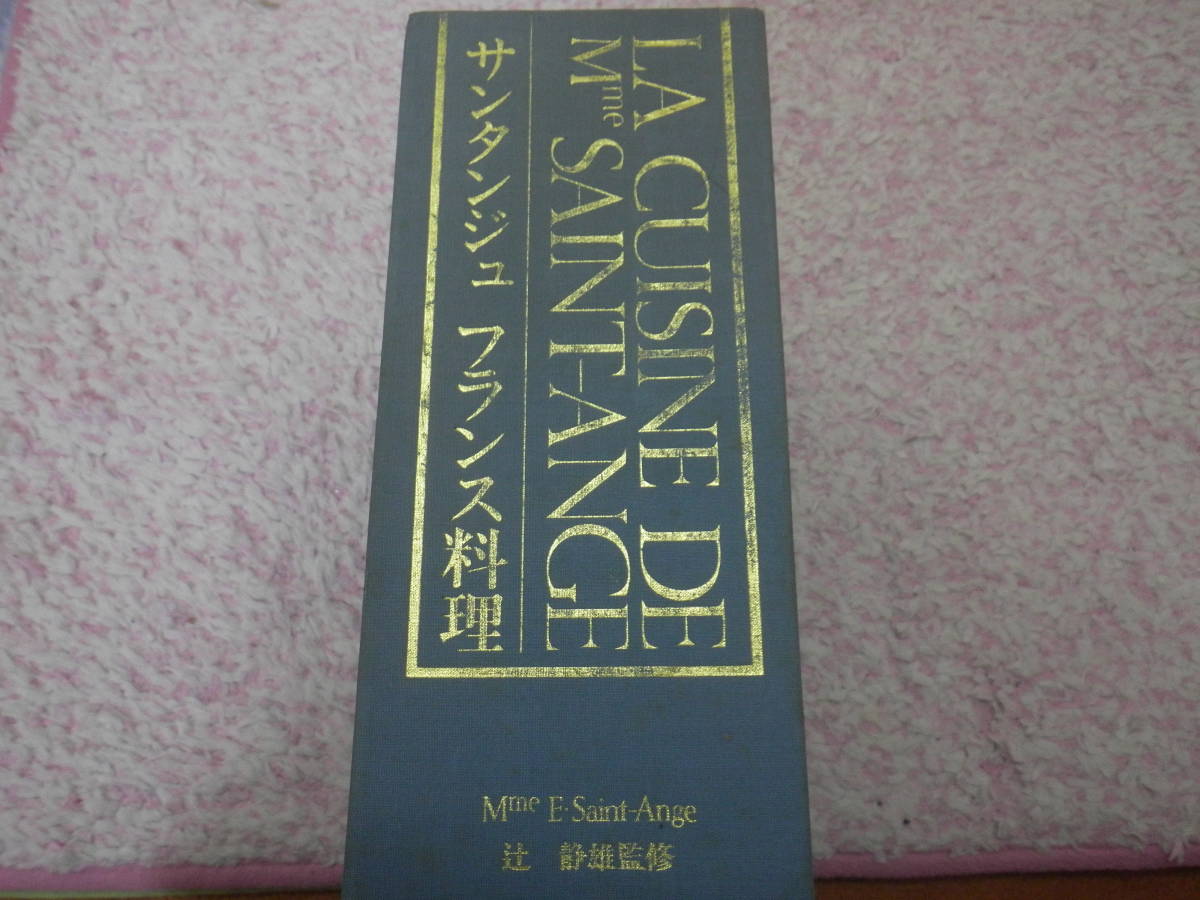 LA CUISINE DE
Mme SAINT-ANGE
サンタンジュ フランス料理
Mme E·Saint-Ange
辻 静雄監修